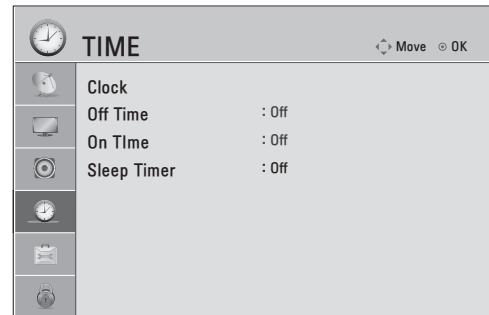 TIME
Move ⊙ OK
Clock
Off Time : Off
On TIme : Off
Sleep Timer : Off